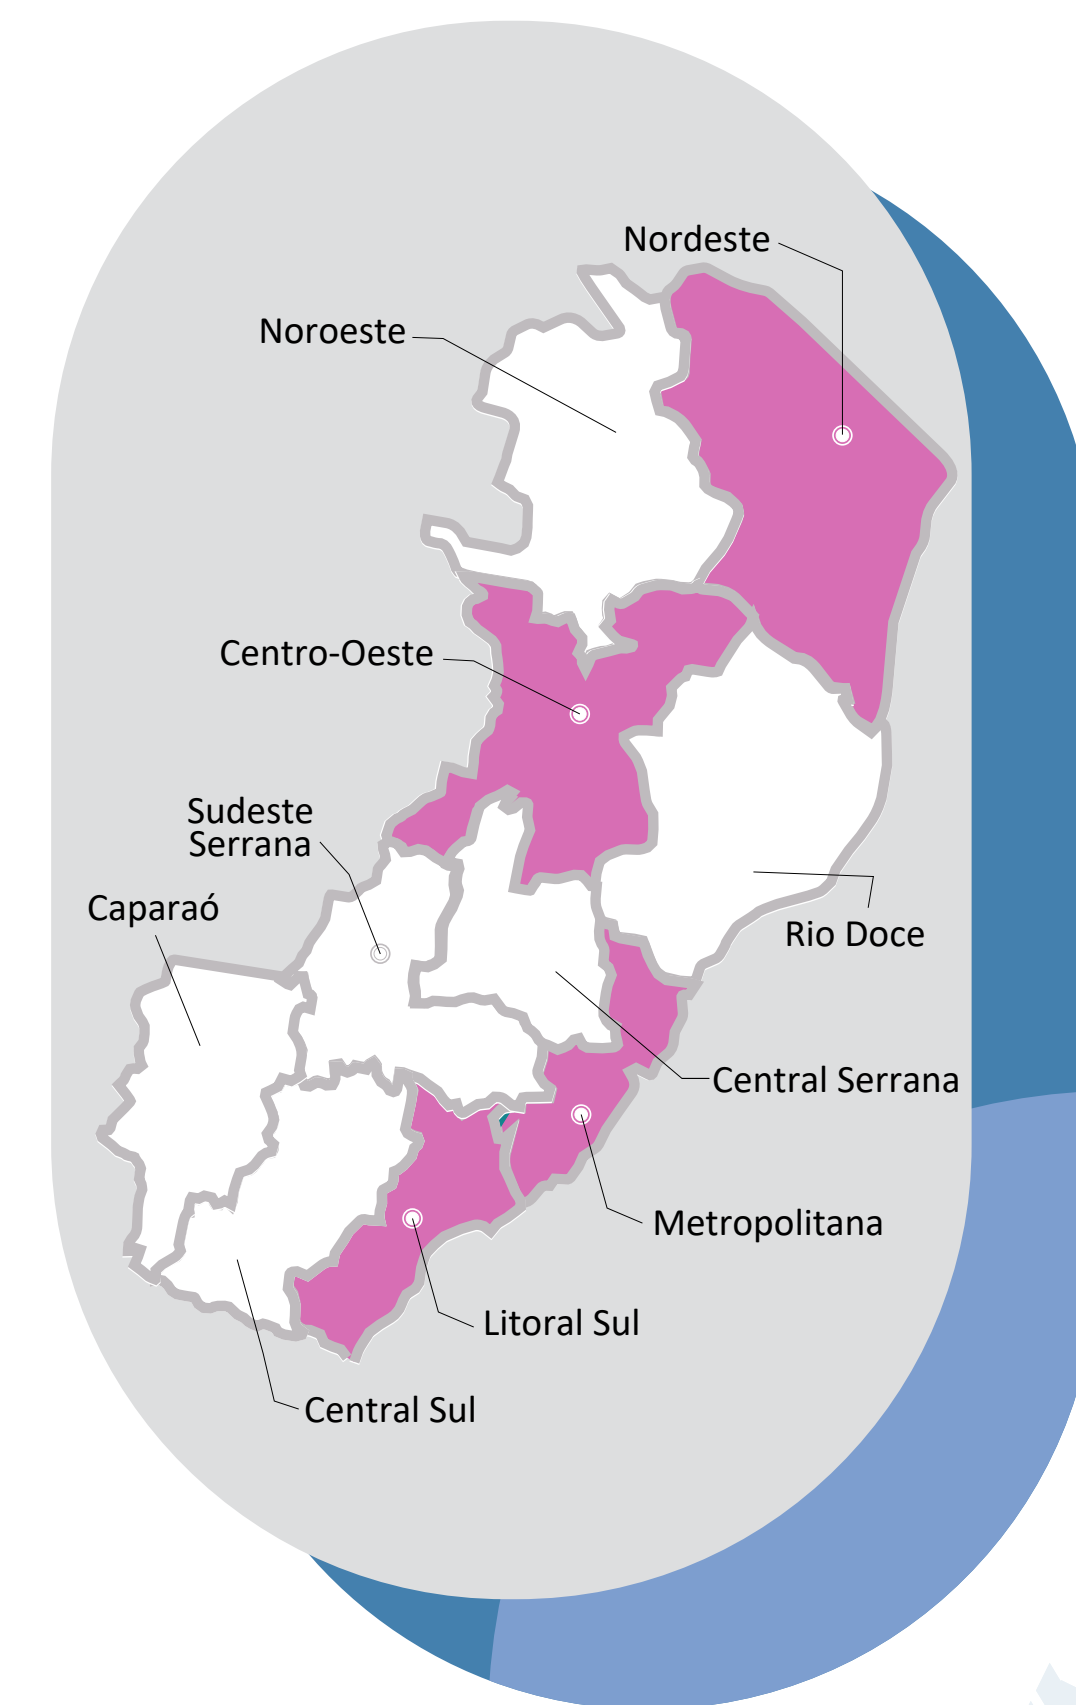 Nordeste
Noroeste
Centro-Oeste
Sudeste
Serrana
Caparaó
Rio Doce
Central Serrana
Metropolitana
Litoral Sul
Central Sul